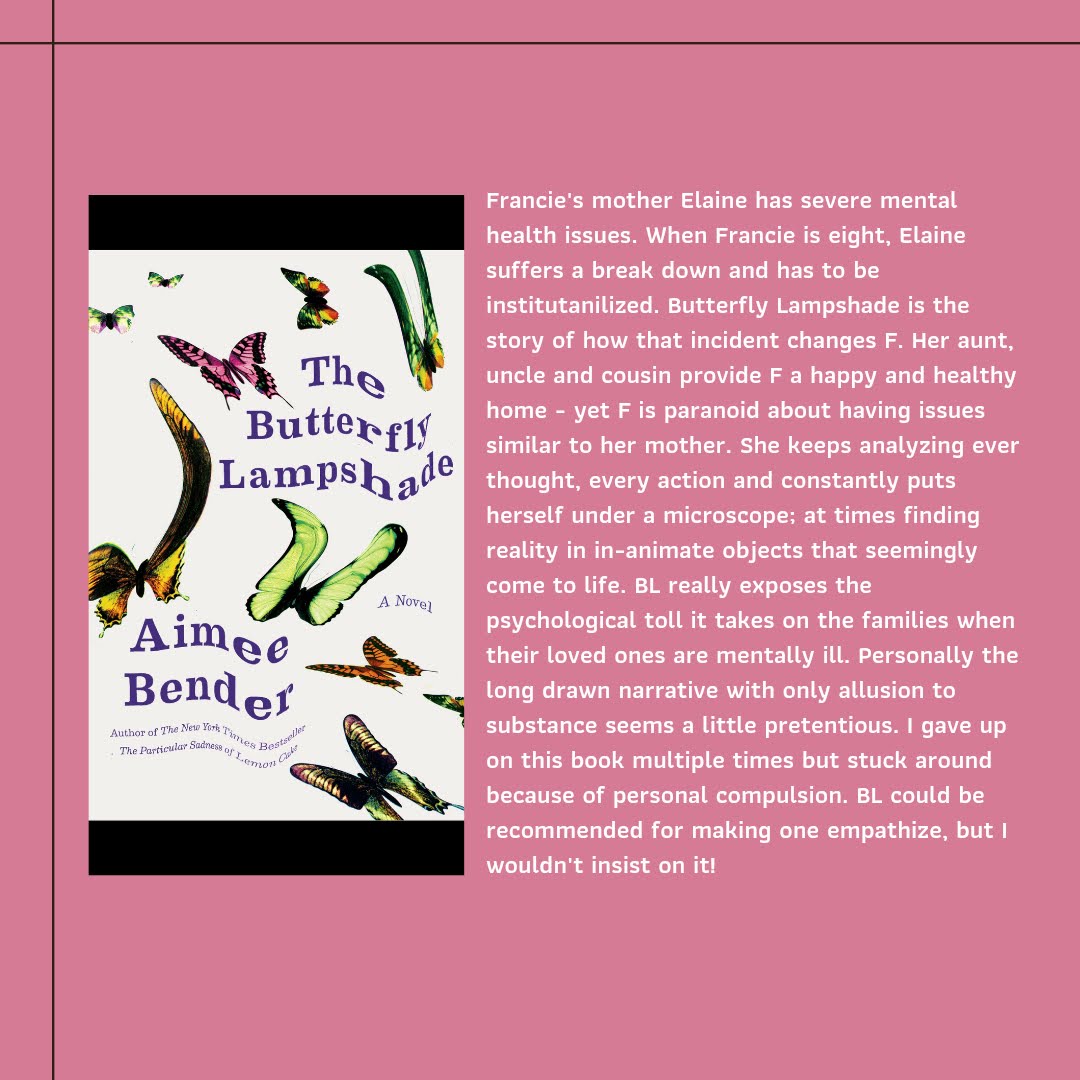 The
Butterfly
Lampshade
A Novel
Aimee
Bender
Author of The New York Times Bestseller
The Particular Sadness of Lemon Cake
Francie's mother Elaine has severe mental
health issues. When Francie is eight, Elaine
suffers a break down and has to be
institutanilized. Butterfly Lampshade is the
story of how that incident changes F. Her aunt,
uncle and cousin provide F a happy and healthy
home - yet F is paranoid about having issues
similar to her mother. She keeps analyzing ever
thought, every action and constantly puts
herself under a microscope; at times finding
reality in in-animate objects that seemingly
come to life. BL really exposes the
psychological toll it takes on the families when
their loved ones are mentally ill. Personally the
long drawn narrative with only allusion to
substance seems a little pretentious. I gave up
on this book multiple times but stuck around
because of personal compulsion. BL could be
recommended for making one empathize, but I
wouldn't insist on it!